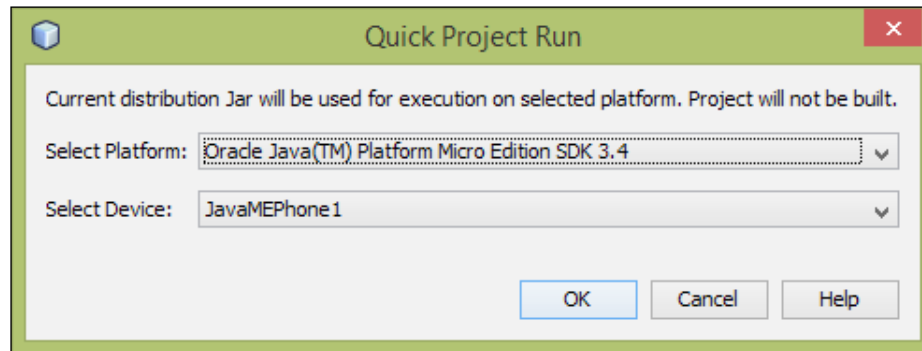 Quick Project Run
Current distribution Jar will be used for execution on selected platform. Project will not be built.
Select Platform: Oracle Java(TM) Platform Micro Edition SDK 3.4
Select Device: JavaMEPhone1
OK Cancel Help